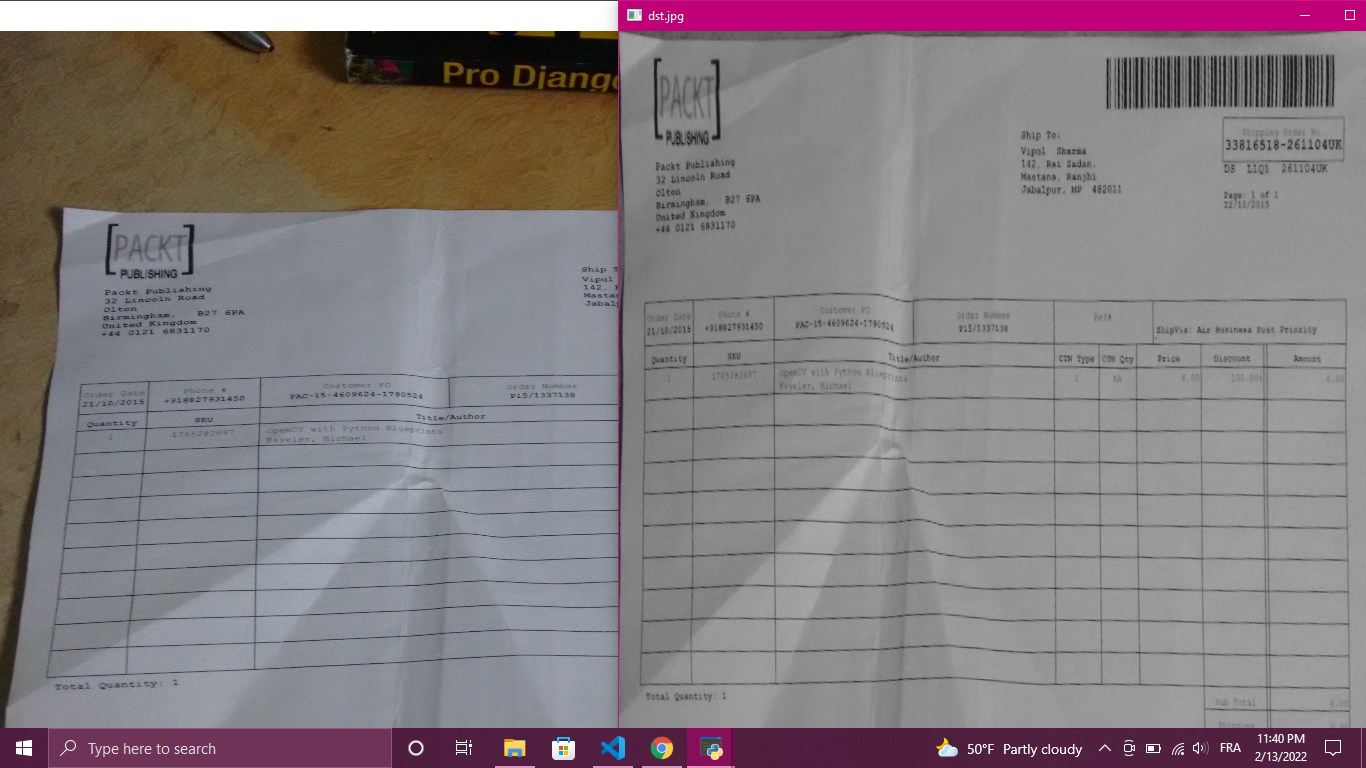 dst.jpg
Pro Djang
[PACKT]
PUBLISHING
Packt Publishing
32 Lincoln Road
Olton
Birmingham, B27 6PA
United Kingdom
+44 0121 6831170
Ship T
Vipul
142, R
Masta
Jabalp
Order Date Phone # Customer PO Order Number
21/10/2015 +918827931450 PAC-15-4609624-1790524 P15/1337138
Quantity SKU Title/Author
1 1785282697 OpenCV with Python Blueprints
Beyeler, Michael
Total Quantity: 1
[PACKT]
PUBLISHING
Packt Publishing
32 Lincoln Road
Olton
Birmingham, B27 6PA
United Kingdom
+44 0121 6831170
Ship To:
Vipul Sharma
142, Rai Sadan,
Mastana, Ranjhi
Jabalpur, MP 482011
Shipping Order No.
33816518-261104UK
DS L1Q1 261104UK
Page: 1 of 1
22/10/2015
Order Date Phone # Customer PO Order Number Ref#
21/10/2015 +918827931450 PAC-15-4609624-1790524 P15/1337138 ShipVia: Air Business Post Priority
Quantity SKU Title/Author CTN Type CTN Qty Price Discount Amount
1 1785282697 OpenCV with Python Blueprints 1 NA 6.00 100.00% 6.00
Beyeler, Michael
Total Quantity: 1
Sub Total 6.00
Shipping 0.00
Type here to search
50°F Partly cloudy
FRA
11:40 PM
2/13/2022